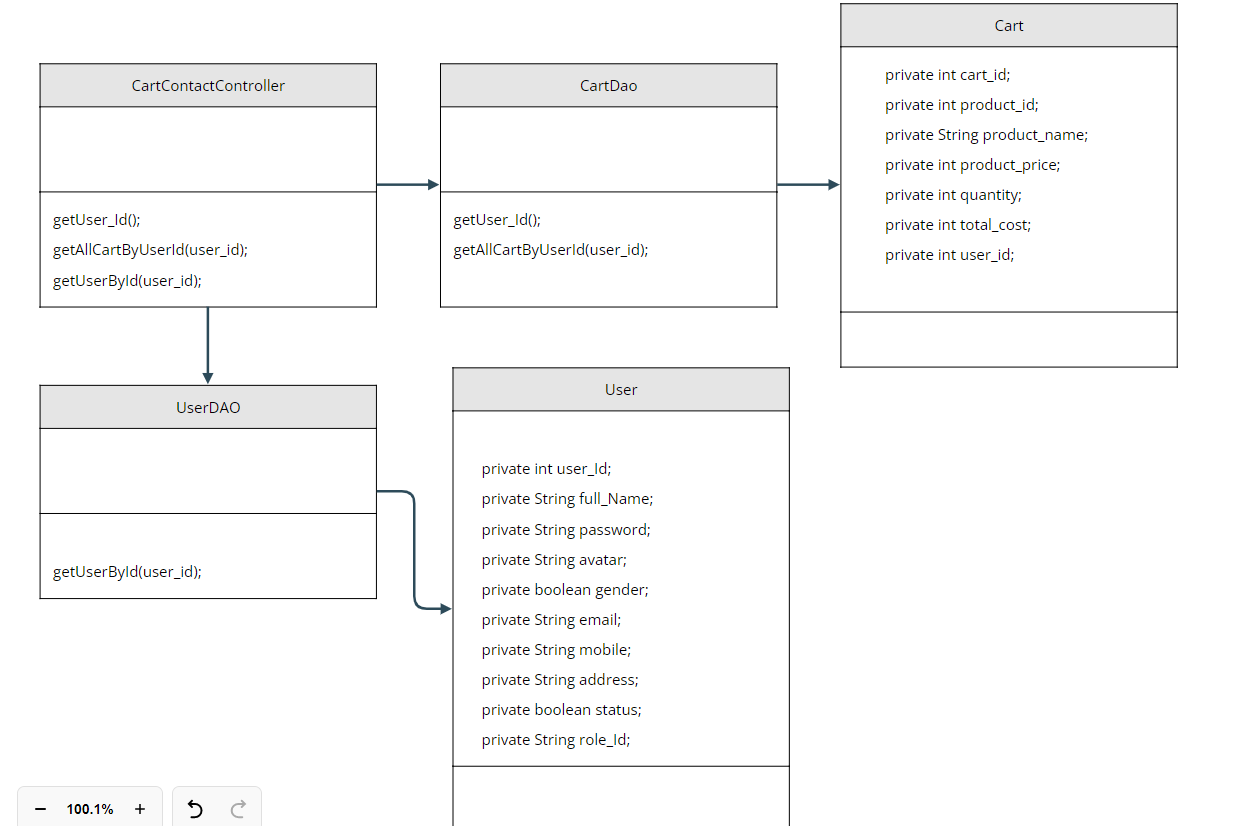 CartContactController
getUser_Id();
getAllCartByUserId(user_id);
getUserById(user_id);
CartDao
getUser_Id();
getAllCartByUserId(user_id);
Cart
private int cart_id;
private int product_id;
private String product_name;
private int product_price;
private int quantity;
private int total_cost;
private int user_id;
UserDAO
getUserById(user_id);
User
private int user_Id;
private String full_Name;
private String password;
private String avatar;
private boolean gender;
private String email;
private String mobile;
private String address;
private boolean status;
private String role_Id;
− 100.1% +